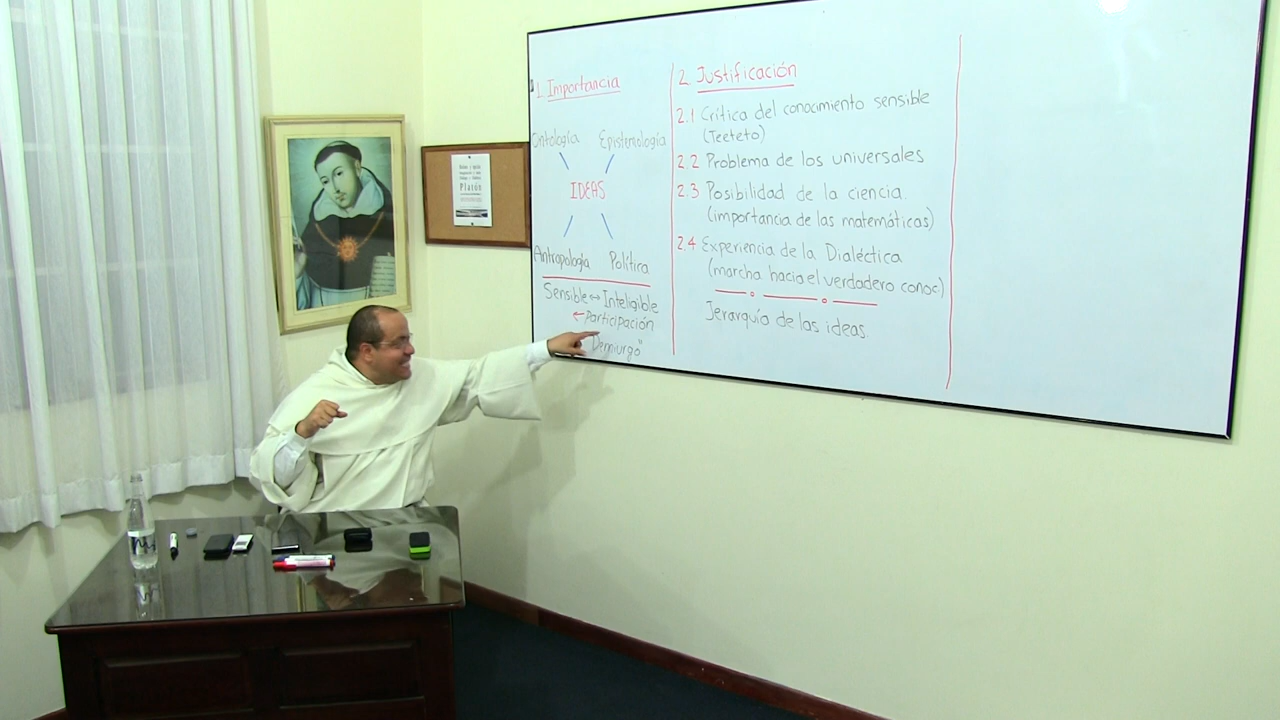 Platón
1. Importancia
Ontología Epistemología
IDEAS
Antropología Política
Sensible ↔ Inteligible
← participación
"Demiurgo"
2. Justificación
2.1 Crítica del conocimiento sensible
(Teeteto)
2.2 Problema de los universales
2.3 Posibilidad de la ciencia
(importancia de las matemáticas)
2.4 Experiencia de la Dialéctica
(marcha hacia el verdadero conoc)
Jerarquía de las ideas